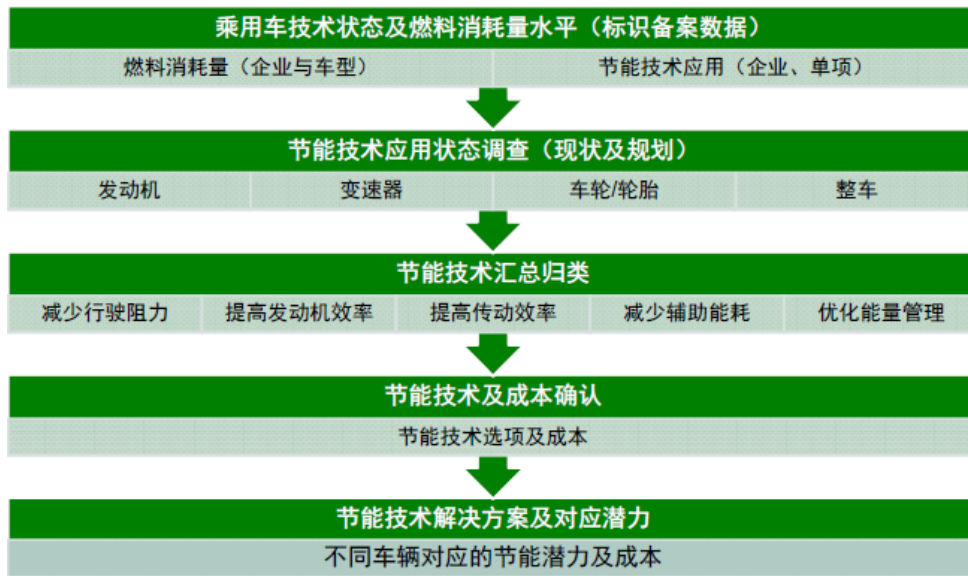 乘用车技术状态及燃料消耗量水平（标识备案数据）
燃料消耗量（企业与车型） 节能技术应用（企业、单项）
节能技术应用状态调查（现状及规划）
发动机 变速器 车轮/轮胎 整车
节能技术汇总归类
减少行驶阻力 提高发动机效率 提高传动效率 减少辅助能耗 优化能量管理
节能技术及成本确认
节能技术选项及成本
节能技术解决方案及对应潜力
不同车辆对应的节能潜力及成本